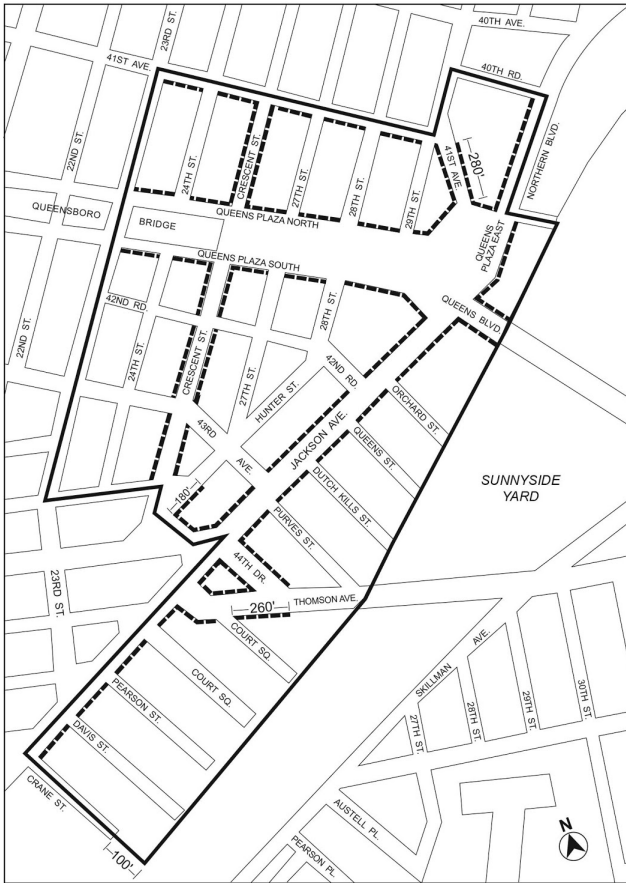 40TH AVE.
23RD ST.
41ST AVE.
40TH RD.
22ND ST.
NORTHERN BLVD.
280'
41ST AVE.
CRESCENT ST.
24TH ST.
27TH ST.
28TH ST.
29TH ST.
QUEENSBORO
BRIDGE
QUEENS PLAZA NORTH
QUEENS
PLAZA EAST
QUEENS PLAZA SOUTH
QUEENS BLVD.
42ND RD.
22ND ST.
24TH ST.
CRESCENT ST.
28TH ST.
42ND RD.
27TH ST.
HUNTER ST.
ORCHARD ST.
43RD
AVE.
JACKSON AVE.
QUEENS ST.
SUNNYSIDE
YARD
DUTCH KILLS ST.
180'
PURVES ST.
44TH DR.
23RD ST.
THOMSON AVE.
260'
COURT SQ.
COURT SQ.
SKILLMAN AVE.
30TH ST.
29TH ST.
28TH ST.
27TH ST.
PEARSON ST.
DAVIS ST.
CRANE ST.
100'
AUSTELL PL.
PEARSON PL.
N